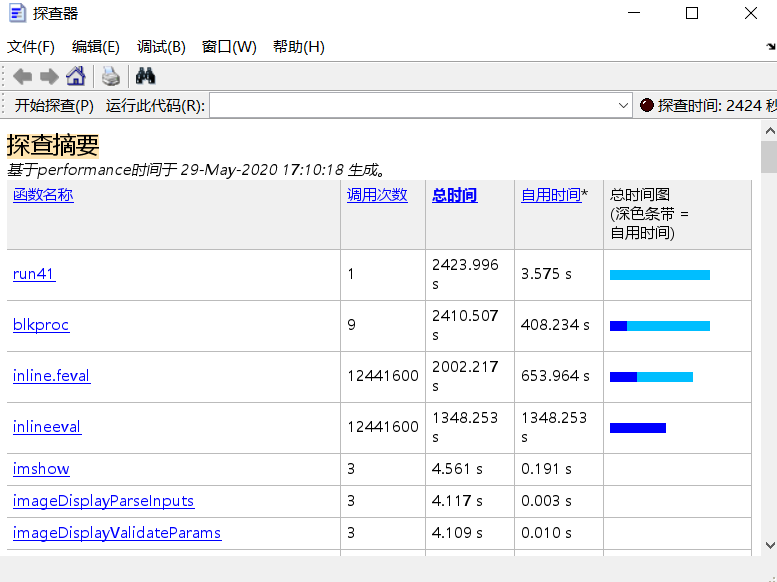 探查器
文件(F) 编辑(E) 调试(B) 窗口(W) 帮助(H)
开始探查(P) 运行此代码(R): 探查时间: 2424 秒
探查摘要
基于performance时间于 29-May-2020 17:10:18 生成。
函数名称 调用次数 总时间 自用时间* 总时间图
(深色条带 =
自用时间)
run41 1 2423.996 s 3.575 s
blkproc 9 2410.507 s 408.234 s
inline.feval 12441600 2002.217 s 653.964 s
inlineeval 12441600 1348.253 s 1348.253 s
imshow 3 4.561 s 0.191 s
imageDisplayParseInputs 3 4.117 s 0.003 s
imageDisplayValidateParams 3 4.109 s 0.010 s